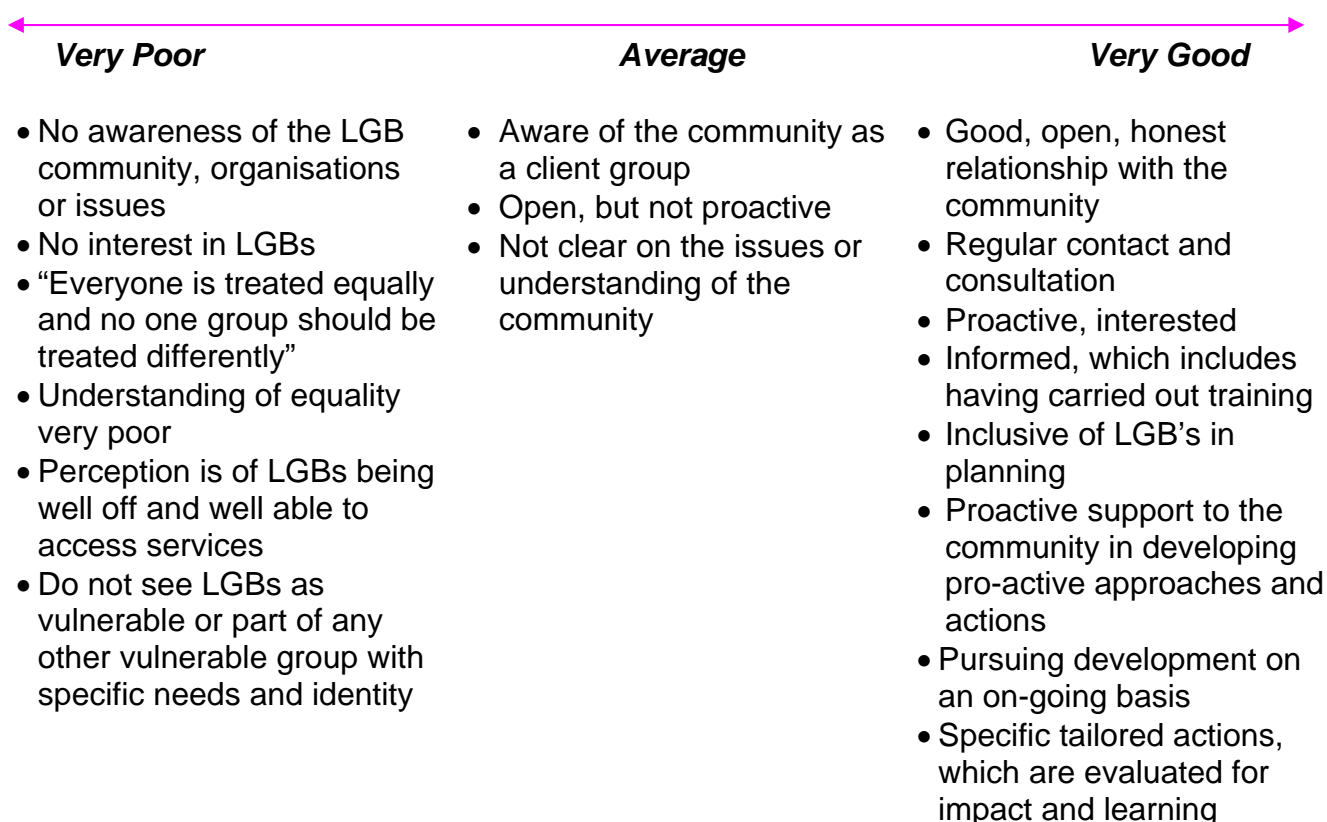 Very Poor
Average
Very Good
• No awareness of the LGB
community, organisations
or issues
• No interest in LGBs
• “Everyone is treated equally
and no one group should be
treated differently”
• Understanding of equality
very poor
• Perception is of LGBs being
well off and well able to
access services
• Do not see LGBs as
vulnerable or part of any
other vulnerable group with
specific needs and identity
• Aware of the community as
a client group
• Open, but not proactive
• Not clear on the issues or
understanding of the
community
• Good, open, honest
relationship with the
community
• Regular contact and
consultation
• Proactive, interested
• Informed, which includes
having carried out training
• Inclusive of LGB’s in
planning
• Proactive support to the
community in developing
pro-active approaches and
actions
• Pursuing development on
an on-going basis
• Specific tailored actions,
which are evaluated for
impact and learning